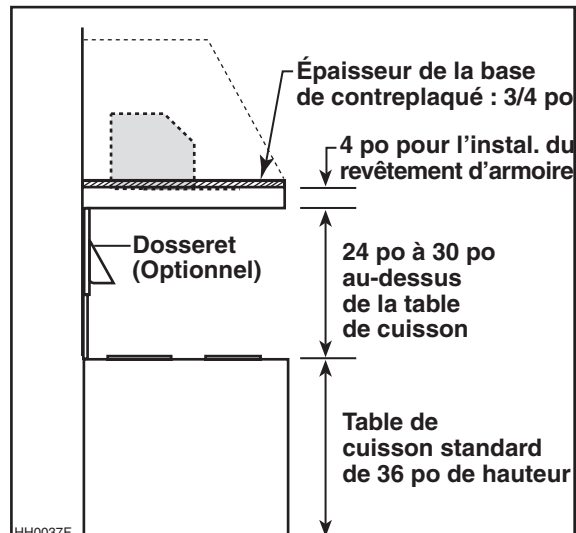 Épaisseur de la base
de contreplaqué : 3/4 po
4 po pour l’instal. du
revêtement d’armoire
Dosseret
(Optionnel)
24 po à 30 po
au-dessus
de la table
de cuisson
Table de
cuisson standard
de 36 po de hauteur